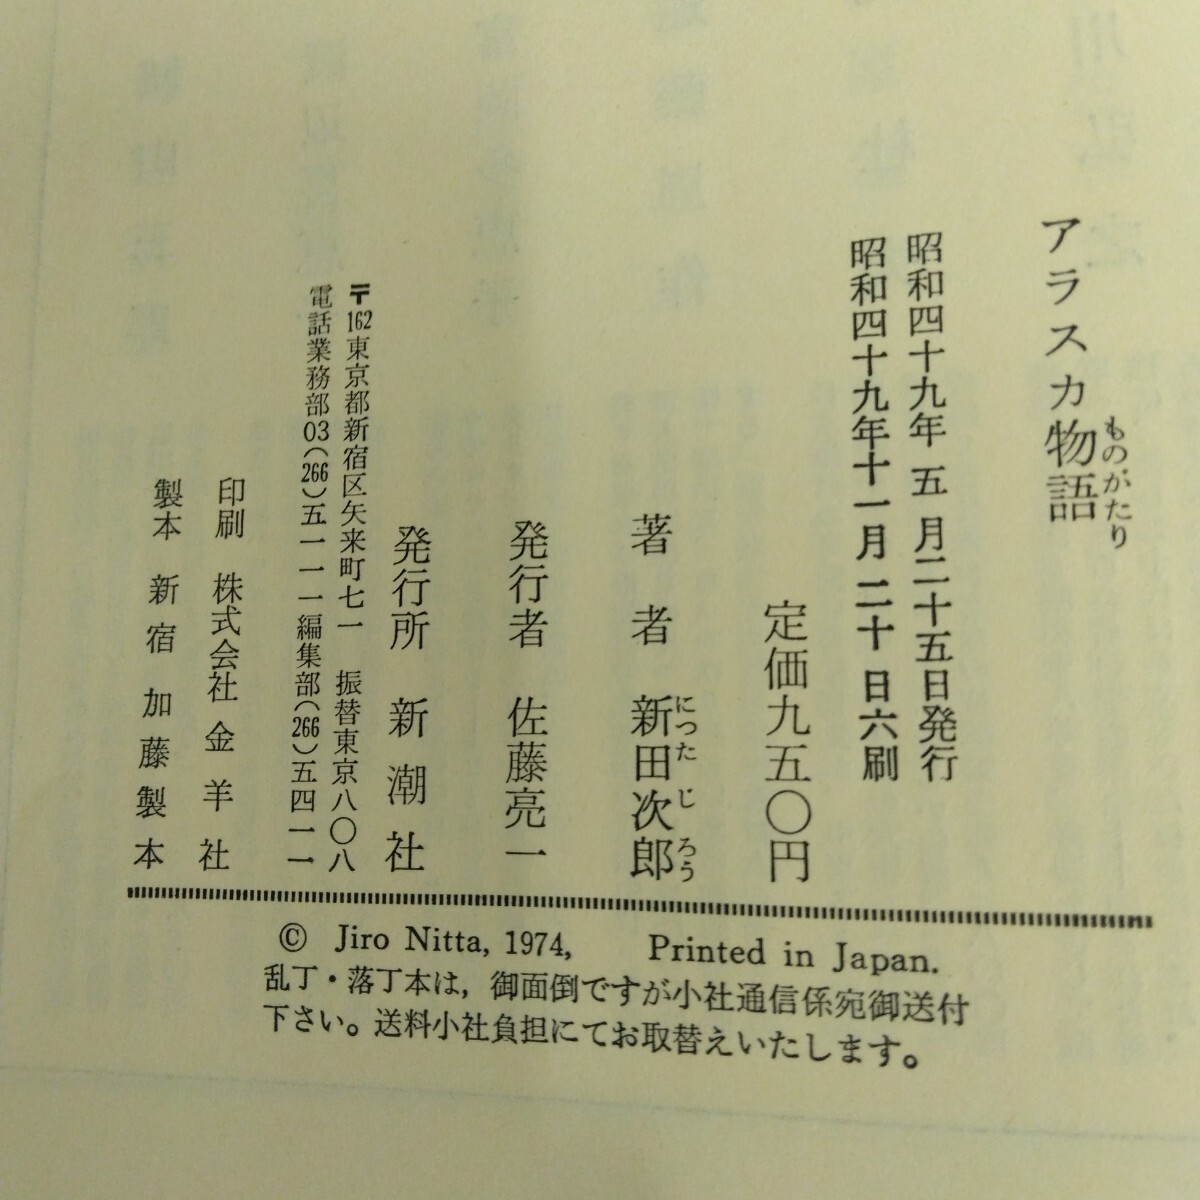 アラスカ物語
ものがたり
昭和四十九年 五 月二十五日発行
昭和四十九年十一月 二十 日六刷
定価九五〇円
著 者 新田次郎
にった じろう
発行者 佐藤亮一
発行所 新潮社
〒162東京都新宿区矢来町七一 振替東京八〇八
電話業務部03(266)五一一一編集部(266)五四一一
印刷 株式会社 金羊社
製本 新宿 加藤製本
© Jiro Nitta, 1974, Printed in Japan.
乱丁・落丁本は，御面倒ですが小社通信係宛御送付
下さい。送料小社負担にてお取替えいたします。